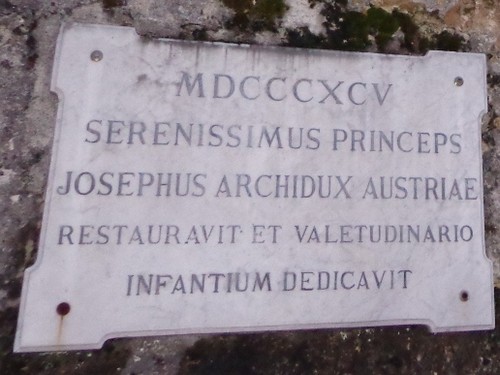 MDCCCXCV
SERENISSIMUS PRINCEPS
JOSEPHUS ARCHIDUX AUSTRIAE
RESTAURAVIT ET VALETUDINARIO
INFANTIUM DEDICAVIT